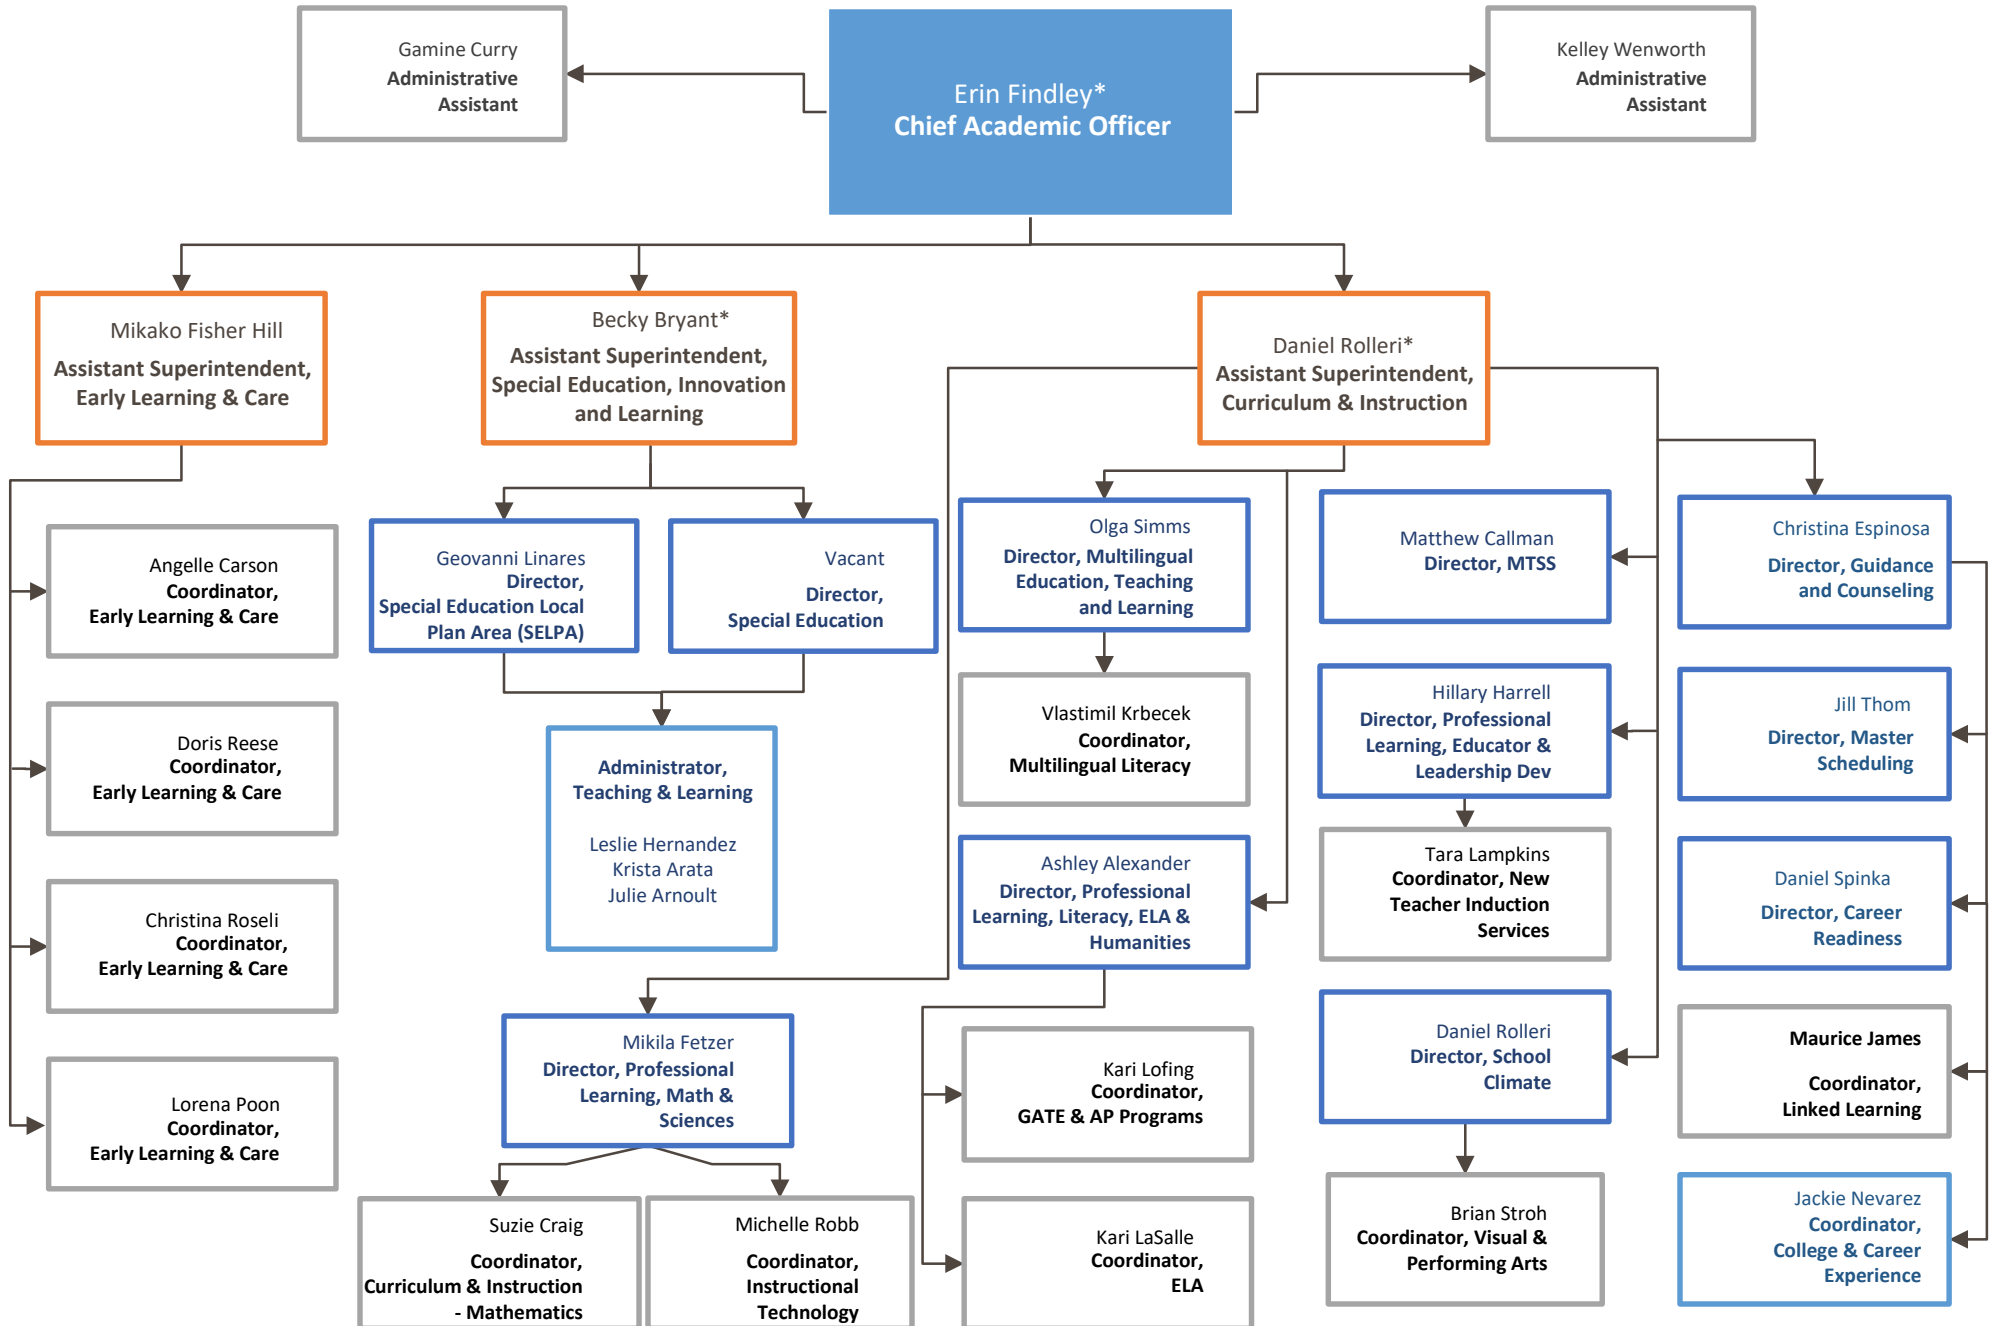 Gamine Curry
Administrative
Assistant
Erin Findley*
Chief Academic Officer
Kelley Wenworth
Administrative
Assistant
Mikako Fisher Hill
Assistant Superintendent,
Early Learning & Care
Becky Bryant*
Assistant Superintendent,
Special Education, Innovation
and Learning
Daniel Rolleri*
Assistant Superintendent,
Curriculum & Instruction
Angelle Carson
Coordinator,
Early Learning & Care
Doris Reese
Coordinator,
Early Learning & Care
Christina Roseli
Coordinator,
Early Learning & Care
Lorena Poon
Coordinator,
Early Learning & Care
Geovanni Linares
Director,
Special Education Local
Plan Area (SELPA)
Vacant
Director,
Special Education
Administrator,
Teaching & Learning
Leslie Hernandez
Krista Arata
Julie Arnoult
Mikila Fetzer
Director, Professional
Learning, Math &
Sciences
Suzie Craig
Coordinator,
Curriculum & Instruction
- Mathematics
Michelle Robb
Coordinator,
Instructional
Technology
Olga Simms
Director, Multilingual
Education, Teaching
and Learning
Vlastimil Krbecek
Coordinator,
Multilingual Literacy
Ashley Alexander
Director, Professional
Learning, Literacy, ELA &
Humanities
Kari Lofing
Coordinator,
GATE & AP Programs
Kari LaSalle
Coordinator,
ELA
Matthew Callman
Director, MTSS
Hillary Harrell
Director, Professional
Learning, Educator &
Leadership Dev
Tara Lampkins
Coordinator, New
Teacher Induction
Services
Daniel Rolleri
Director, School
Climate
Brian Stroh
Coordinator, Visual &
Performing Arts
Christina Espinosa
Director, Guidance
and Counseling
Jill Thom
Director, Master
Scheduling
Daniel Spinka
Director, Career
Readiness
Maurice James
Coordinator,
Linked Learning
Jackie Nevarez
Coordinator,
College & Career
Experience